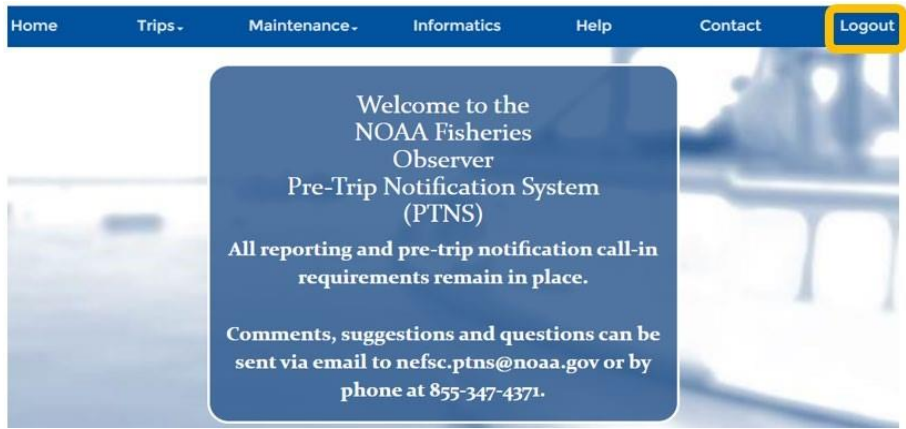 Home Trips Maintenance Informatics Help Contact Logout
Welcome to the
NOAA Fisheries
Observer
Pre-Trip Notification System
(PTNS)
All reporting and pre-trip notification call-in
requirements remain in place.
Comments, suggestions and questions can be
sent via email to nefsc.ptns@noaa.gov or by
phone at 855-347-4371.